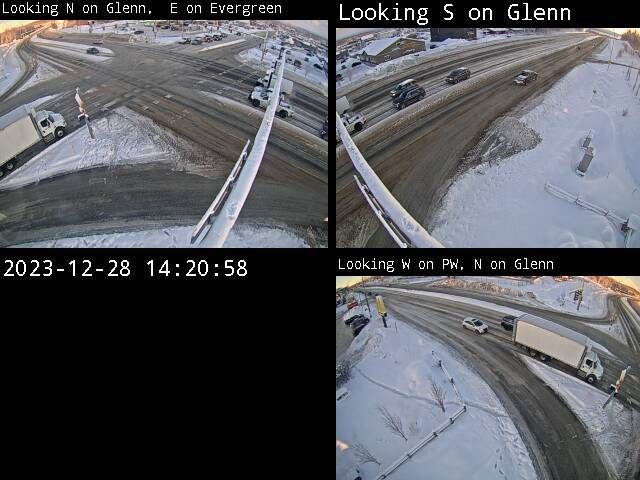 Looking N on Glenn, E on Evergreen
Looking S on Glenn
2023-12-28 14:20:58
Looking W on PW, N on Glenn